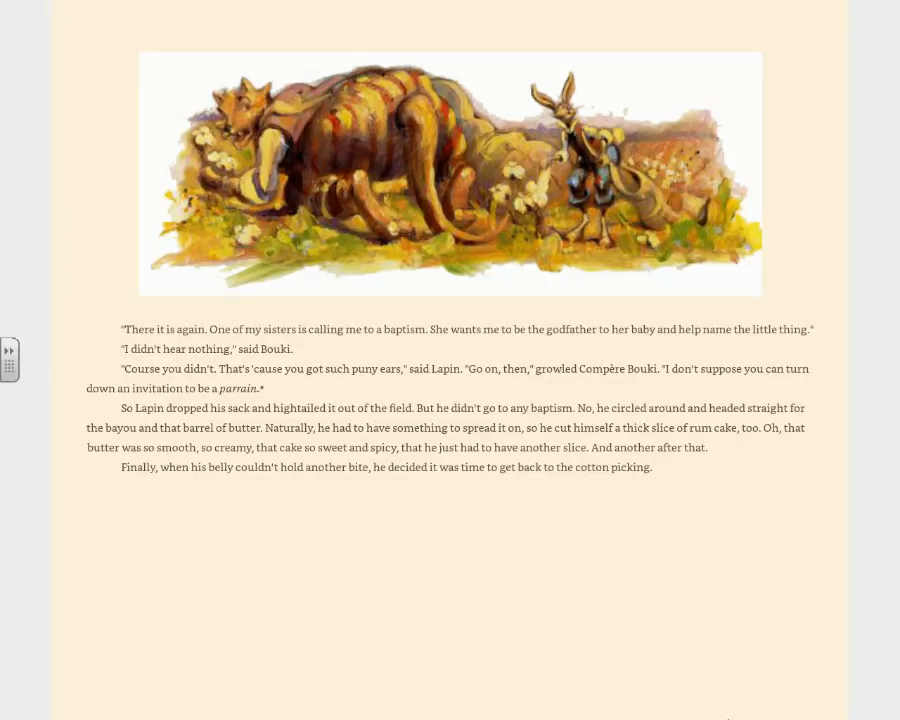 "There it is again. One of my sisters is calling me to a baptism. She wants me to be the godfather to her baby and help name the little thing."
"I didn't hear nothing," said Bouki.
"Course you didn't. That's 'cause you got such puny ears," said Lapin. "Go on, then," growled Compère Bouki. "I don't suppose you can turn
down an invitation to be a parrain.*
So Lapin dropped his sack and hightailed it out of the field. But he didn't go to any baptism. No, he circled around and headed straight for
the bayou and that barrel of butter. Naturally, he had to have something to spread it on, so he cut himself a thick slice of rum cake, too. Oh, that
butter was so smooth, so creamy, that cake so sweet and spicy, that he just had to have another slice. And another after that.
Finally, when his belly couldn't hold another bite, he decided it was time to get back to the cotton picking.